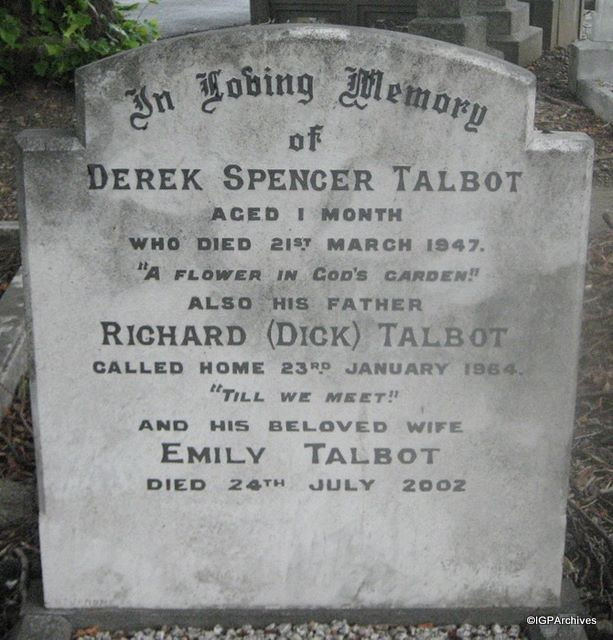 In Loving Memory
of
DEREK SPENCER TALBOT
AGED 1 MONTH
WHO DIED 21ST MARCH 1947.
"A FLOWER IN GOD'S GARDEN."
ALSO HIS FATHER
RICHARD (DICK) TALBOT
CALLED HOME 23RD JANUARY 1964.
"TILL WE MEET."
AND HIS BELOVED WIFE
EMILY TALBOT
DIED 24TH JULY 2002
©IGPArchives